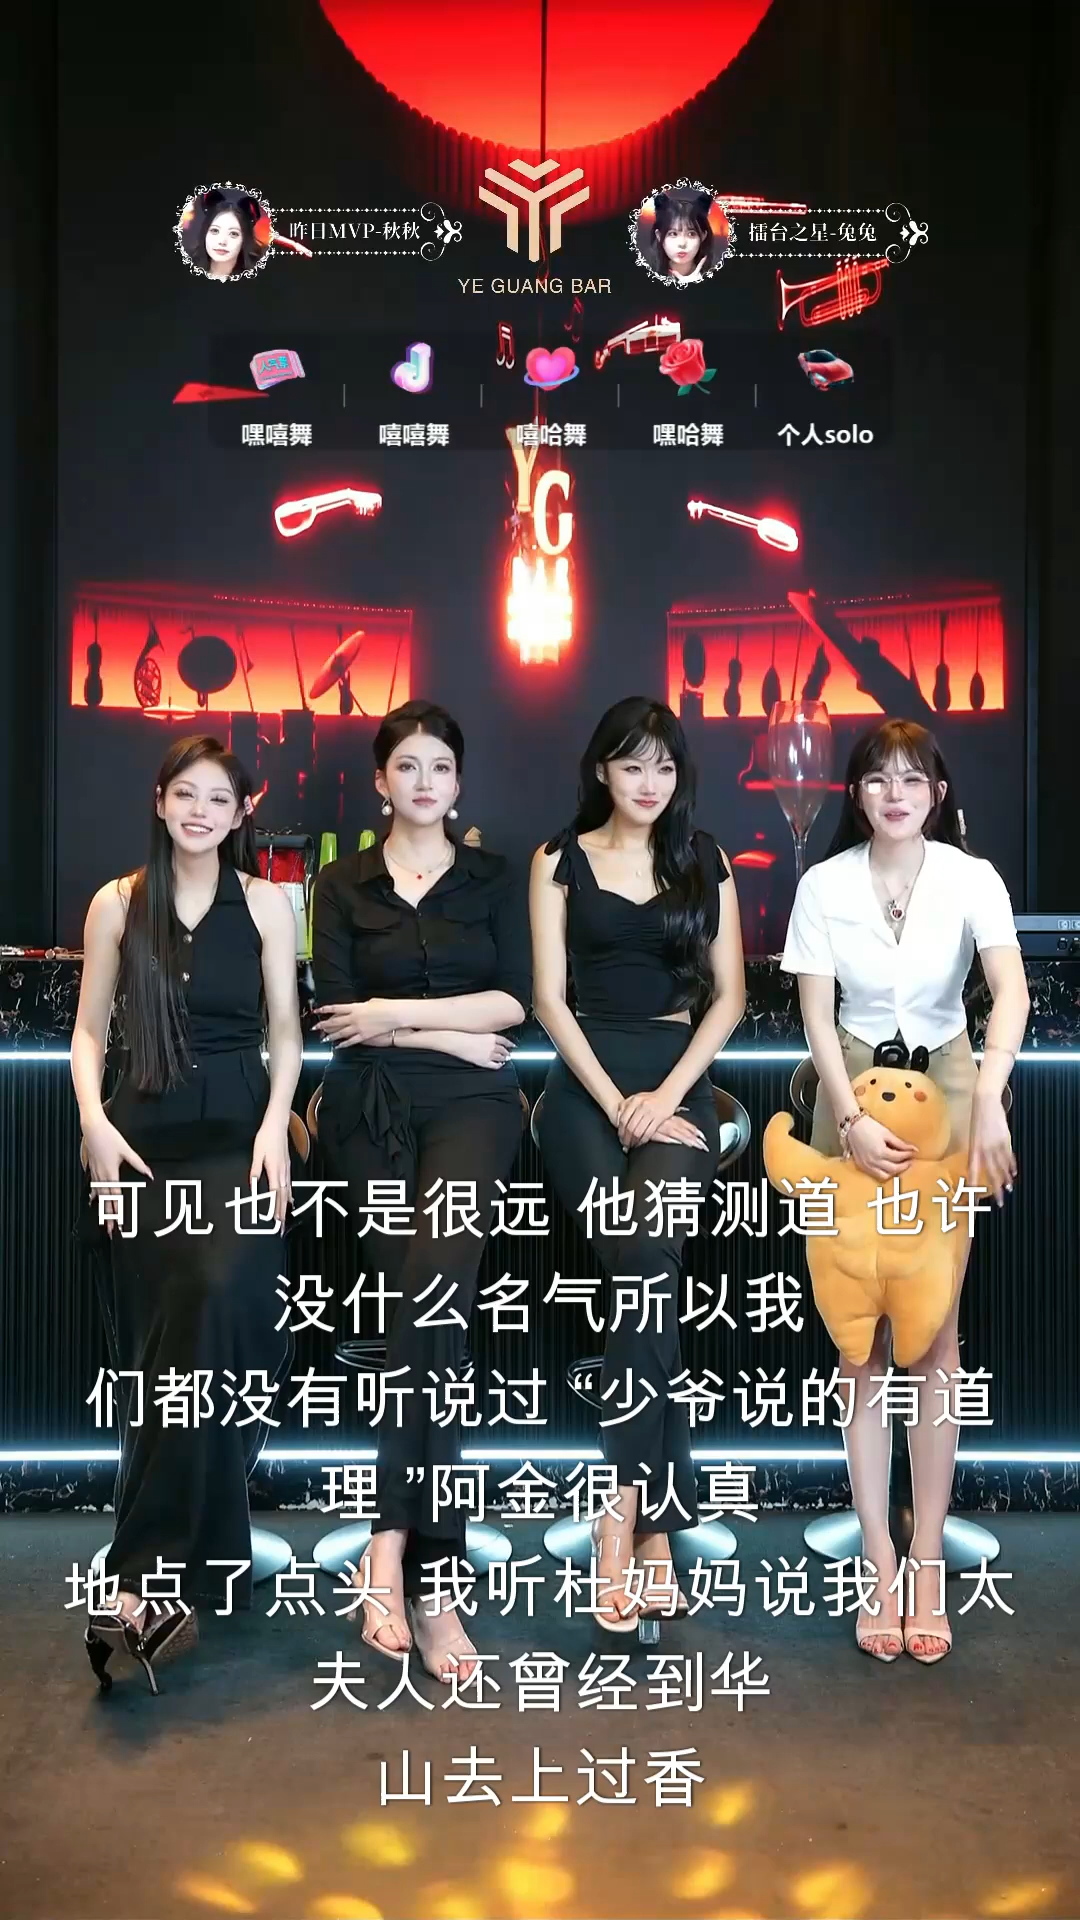 昨日MVP-秋秋
擂台之星-兔兔
YE GUANG BAR
人气票
嘿嘻舞
嘻嘻舞
嘻哈舞
嘿哈舞
个人solo
YG
可见也不是很远 他猜测道 也许
没什么名气所以我
们都没有听说过 “少爷说的有道
理 ”阿金很认真
地点了点头 我听杜妈妈说我们太
夫人还曾经到华
山去上过香